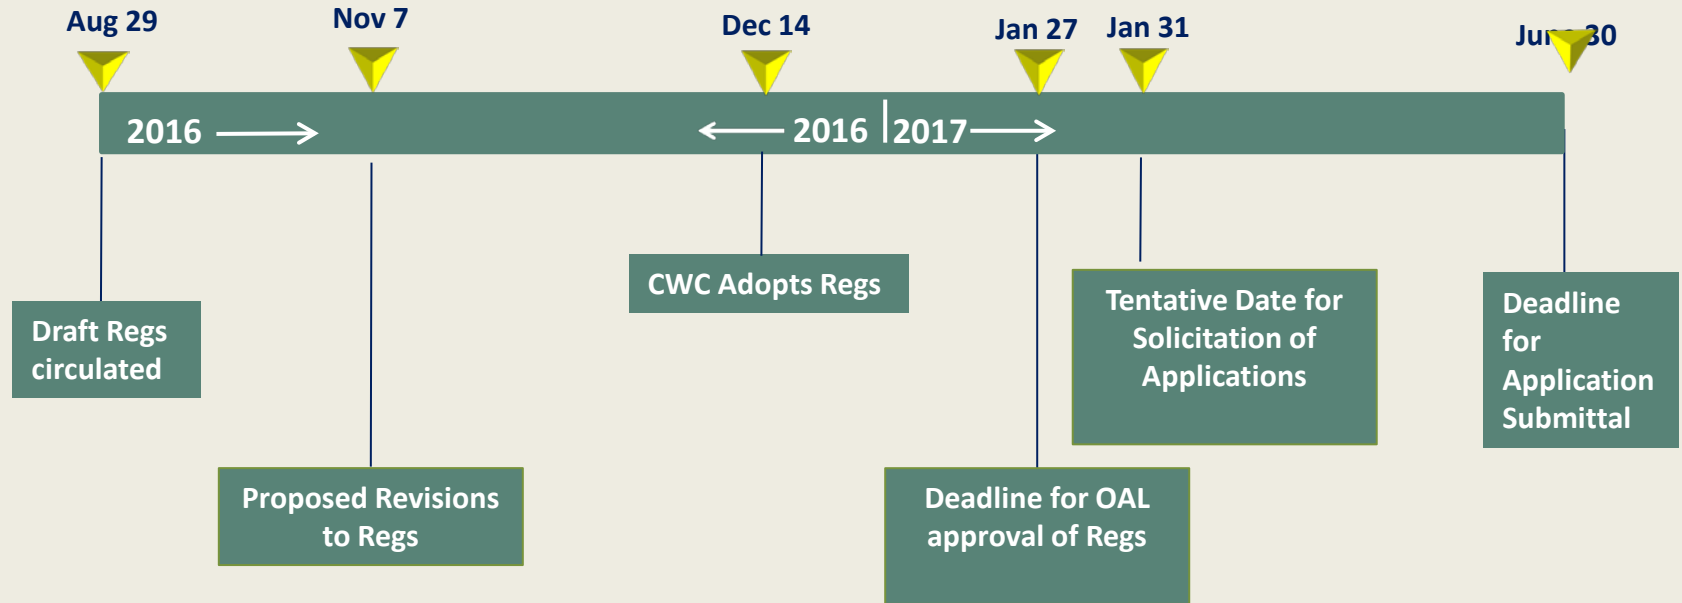 Aug 29
Nov 7
Dec 14
Jan 27
Jan 31
June 30
2016
2016
2017
Draft Regs
circulated
Proposed Revisions
to Regs
CWC Adopts Regs
Deadline for OAL
approval of Regs
Tentative Date for
Solicitation of
Applications
Deadline
for
Application
Submittal